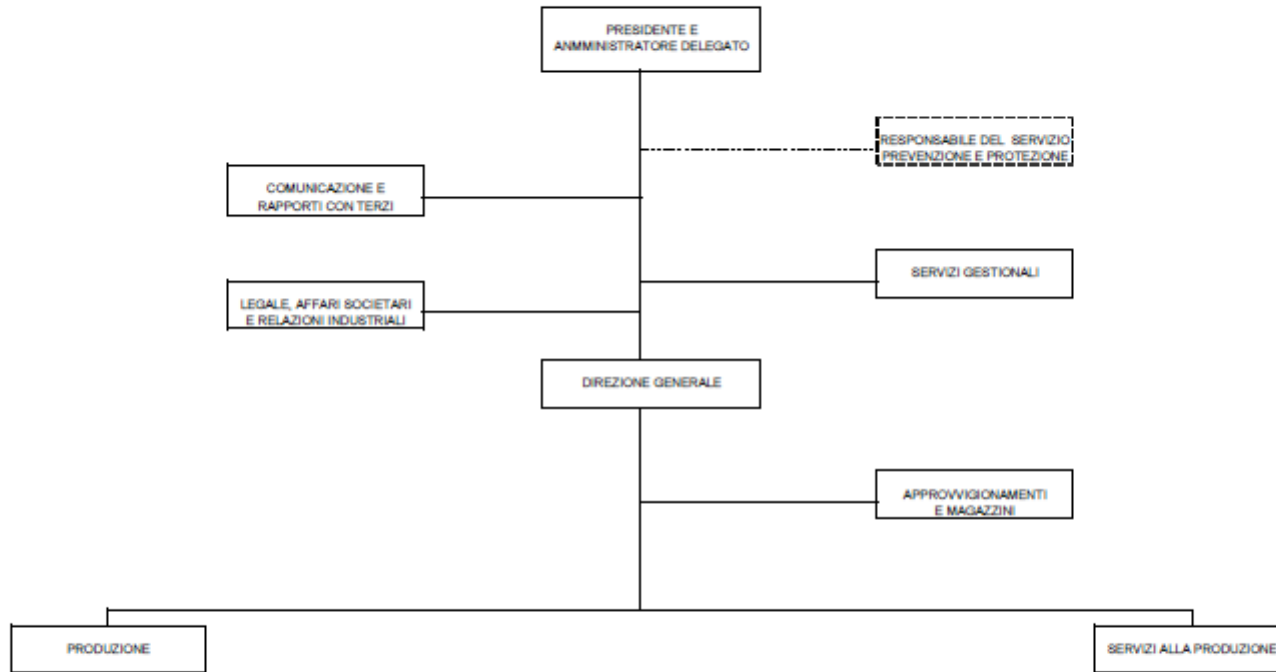 PRESIDENTE E
ANMMINISTRATORE DELEGATO
RESPONSABILE DEL SERVIZIO
PREVENZIONE E PROTEZIONE
COMUNICAZIONE E
RAPPORTI CON TERZI
SERVIZI GESTIONALI
LEGALE, AFFARI SOCIETARI
E RELAZIONI INDUSTRIALI
DIREZIONE GENERALE
APPROVVIGIONAMENTI
E MAGAZZINI
PRODUZIONE
SERVIZI ALLA PRODUZIONE